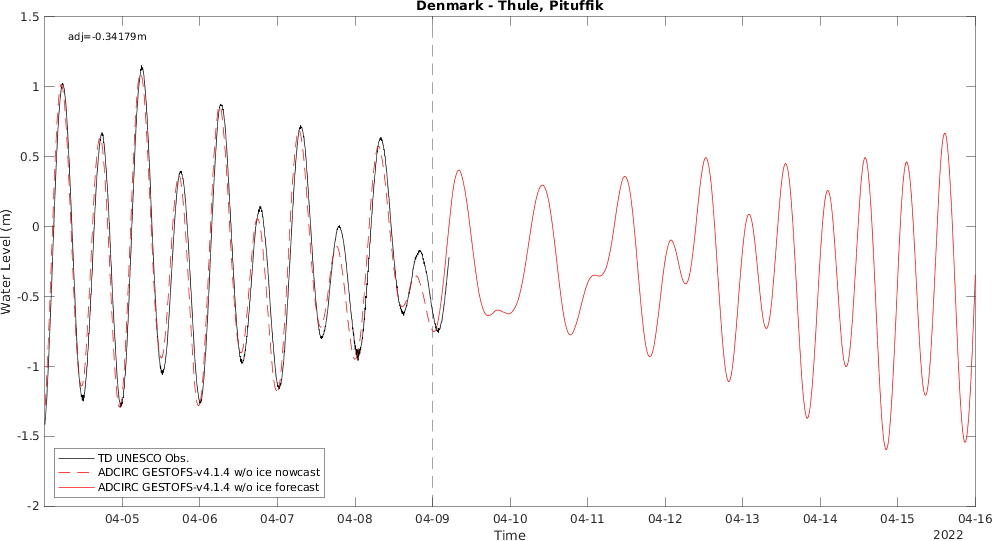 Denmark - Thule, Pituffik
adj=-0.34179m
1.5
1
0.5
0
-0.5
-1
-1.5
-2
Water Level (m)
TD UNESCO Obs.
ADCIRC GESTOFS-v4.1.4 w/o ice nowcast
ADCIRC GESTOFS-v4.1.4 w/o ice forecast
04-05 04-06 04-07 04-08 04-09 04-10 04-11 04-12 04-13 04-14 04-15 04-16
Time
2022